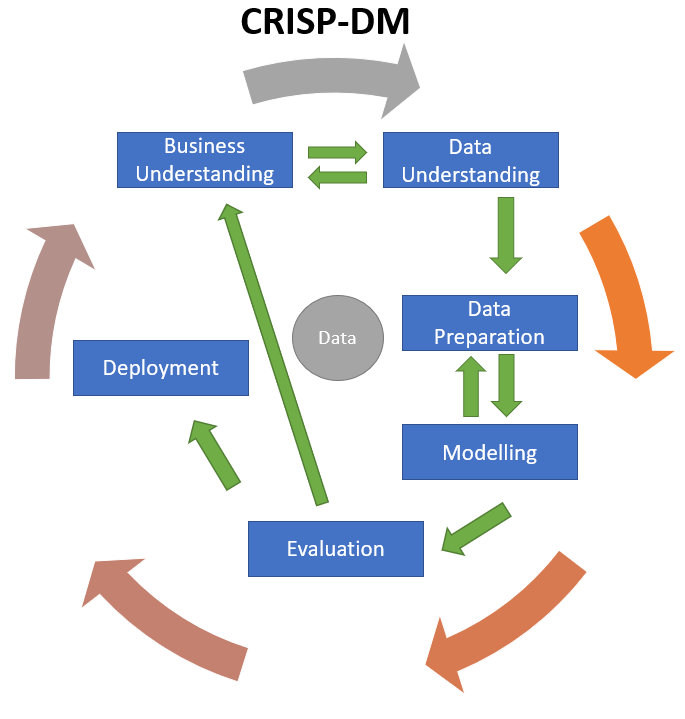 CRISP-DM
Business
Understanding
Data
Understanding
Data
Preparation
Data
Deployment
Modelling
Evaluation